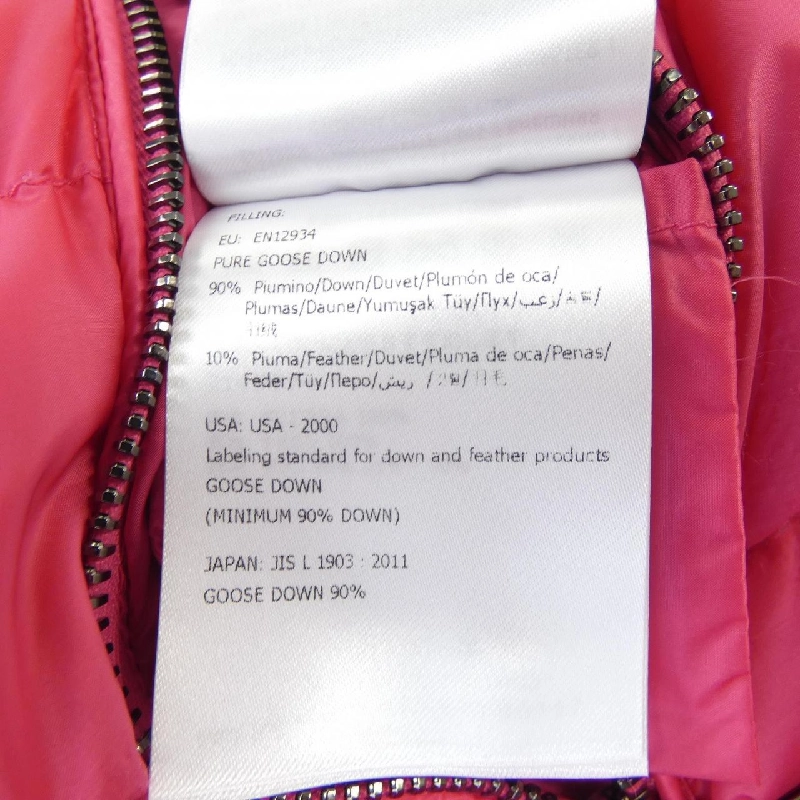 FILLING:
EU: EN12934
PURE GOOSE DOWN
90% Piumino/Down/Duvet/Plumón de oca/
Plumas/Daune/Yumuşak Tüy/Пух/زغب/
10% Piuma/Feather/Duvet/Pluma de oca/Penas/
Feder/Tüy/Перо/ريش /
USA: USA - 2000
Labeling standard for down and feather products
GOOSE DOWN
(MINIMUM 90% DOWN)
JAPAN: JIS L 1903 : 2011
GOOSE DOWN 90%